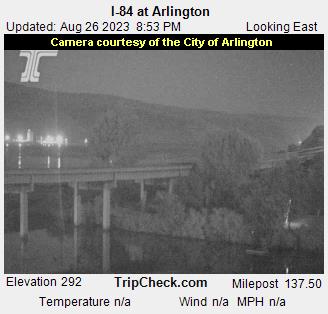 I-84 at Arlington
Updated: Aug 26 2023 8:53 PM Looking East
Camera courtesy of the City of Arlington
Elevation 292 TripCheck.com Milepost 137.50
Temperature n/a Wind n/a MPH n/a